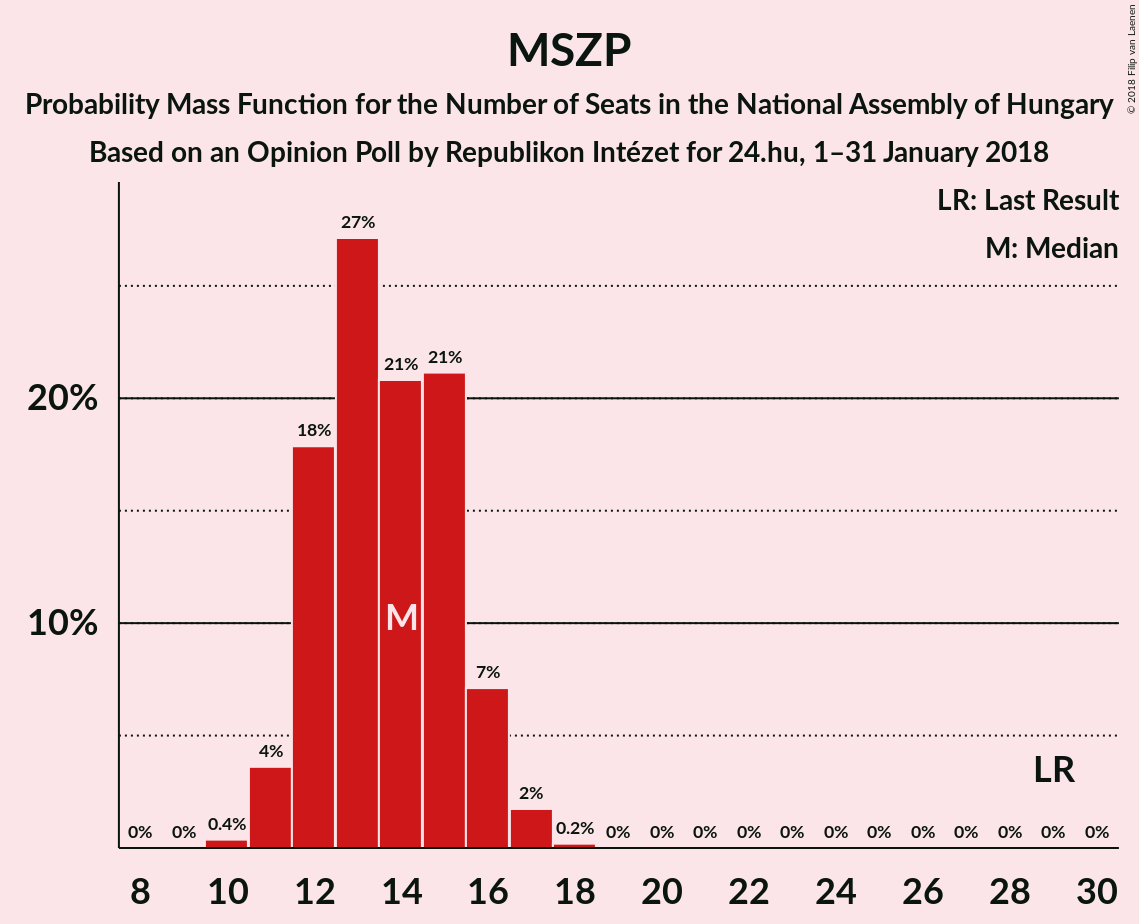 MSZP
Probability Mass Function for the Number of Seats in the National Assembly of Hungary
Based on an Opinion Poll by Republikon Intézet for 24.hu, 1–31 January 2018
© 2018 Filip van Laenen
LR: Last Result
M: Median
20%
10%
0%
0%
0.4%
4%
18%
27%
21%
21%
7%
2%
0.2%
0%
0%
0%
0%
0%
0%
0%
0%
0%
0%
0%
0%
M
LR
8 10 12 14 16 18 20 22 24 26 28 30